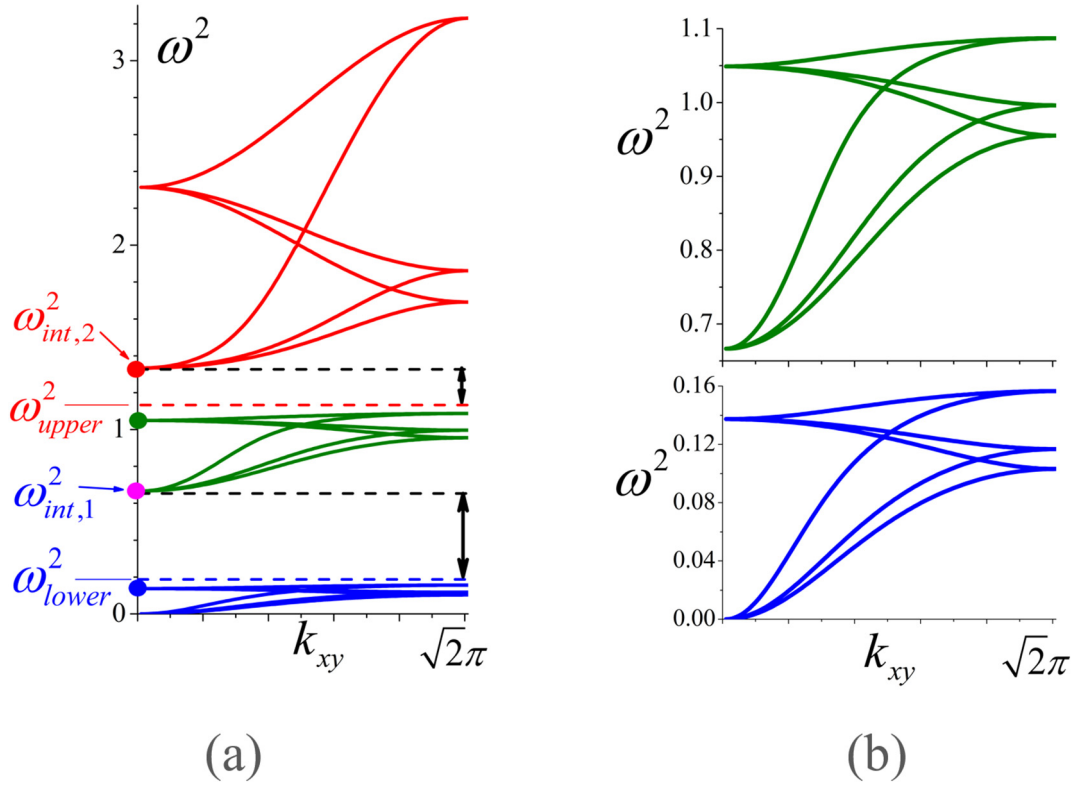 ω²
3
2
1
0
ω²int,2
ω²upper
ω²int,1
ω²lower
kxy
√2π
(a)
1.1
1.0
0.9
0.8
0.7
ω²
0.16
0.12
0.08
0.04
0.00
ω²
kxy
√2π
(b)